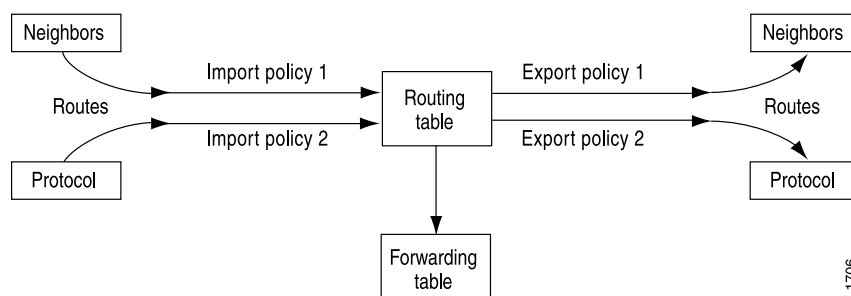 Neighbors
Neighbors
Import policy 1
Export policy 1
Routes
Routing
table
Routes
Import policy 2
Export policy 2
Protocol
Protocol
Forwarding
table
1706